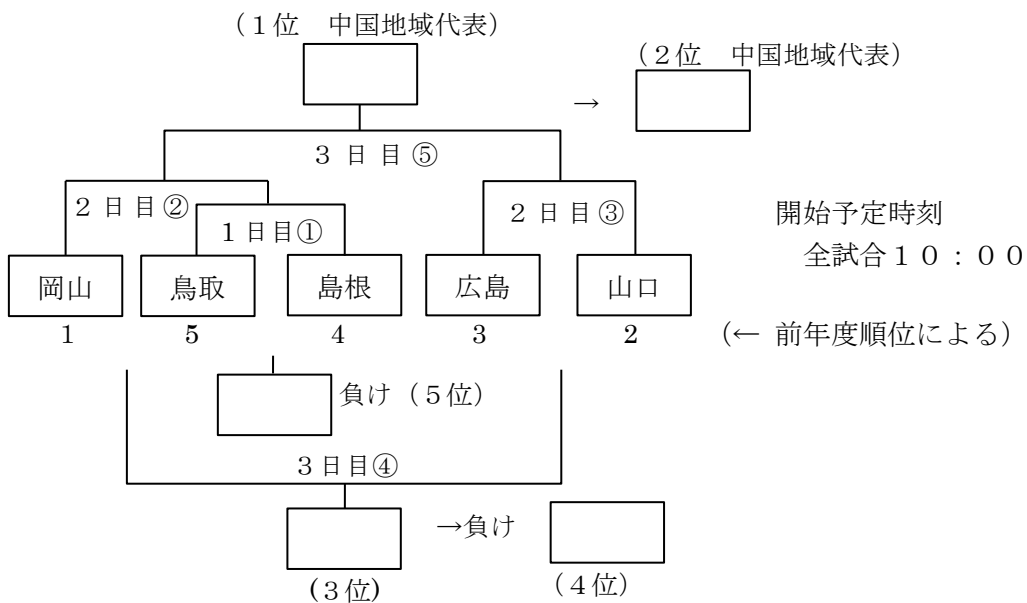 (１位　中国地域代表)
(２位　中国地域代表)
→
３日目⑤
２日目②
２日目③
１日目①
開始予定時刻
全試合１０：００
岡山 鳥取 島根 広島 山口
1 5 4 3 2 (← 前年度順位による)
負け（５位）
３日目④
→負け
(３位) (４位)